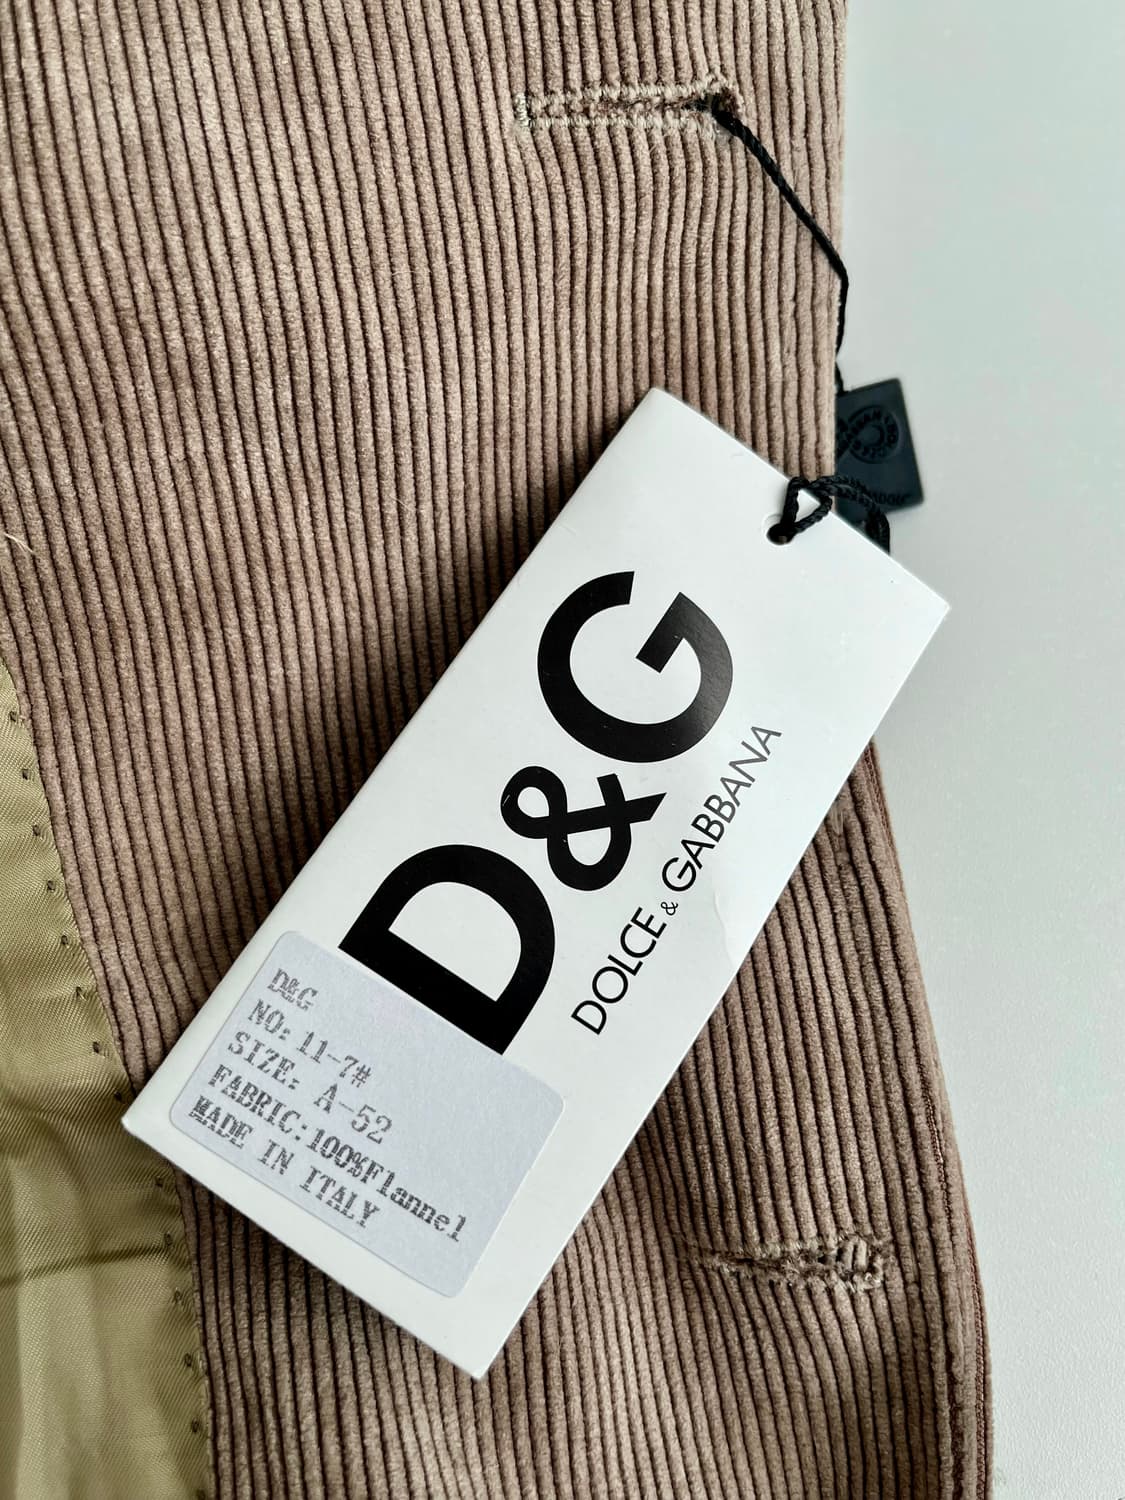 D&G
DOLCE & GABBANA
D&G
NO: 11-7#
SIZE: A-52
FABRIC:100%Flannel
MADE IN ITALY